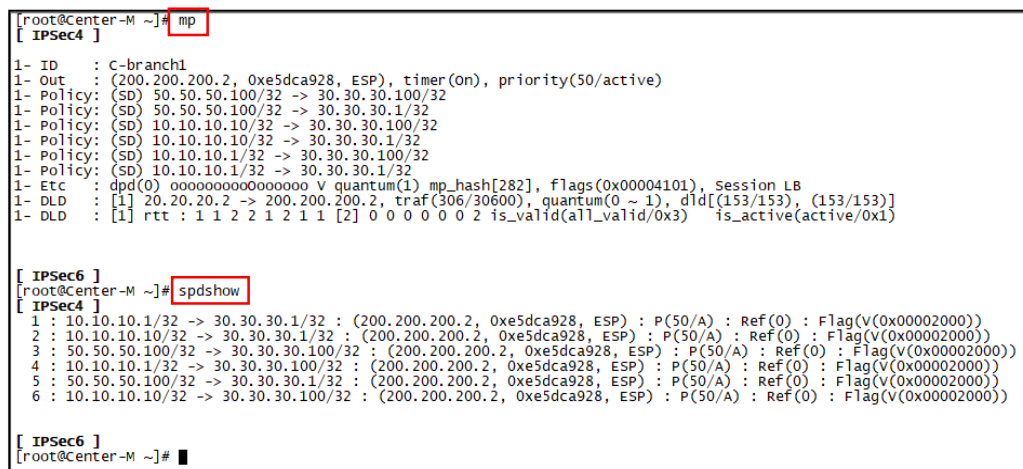 [root@Center-M ~]# mp
[ IPSec4 ]
1- ID : C-branch1
1- Out : (200.200.200.2, 0xe5dca928, ESP), timer(On), priority(50/active)
1- Policy: (SD) 50.50.50.100/32 -> 30.30.30.100/32
1- Policy: (SD) 50.50.50.100/32 -> 30.30.30.1/32
1- Policy: (SD) 10.10.10.10/32 -> 30.30.30.100/32
1- Policy: (SD) 10.10.10.10/32 -> 30.30.30.1/32
1- Policy: (SD) 10.10.10.1/32 -> 30.30.30.100/32
1- Policy: (SD) 10.10.10.1/32 -> 30.30.30.1/32
1- Etc : dpd(0) oooooooooOooooooo V quantum(1) mp_hash[282], flags(0x00004101), Session LB
1- DLD : [1] 20.20.20.2 -> 200.200.200.2, traf(306/30600), quantum(0 ~ 1), dld[(153/153), (153/153)]
1- DLD : [1] rtt : 1 1 2 2 1 2 1 1 [2] 0 0 0 0 0 0 2 is_valid(all_valid/0x3) is_active(active/0x1)
[ IPSec6 ]
[root@Center-M ~]# spdshow
[ IPSec4 ]
1 : 10.10.10.1/32 -> 30.30.30.1/32 : (200.200.200.2, 0xe5dca928, ESP) : P(50/A) : Ref(0) : Flag(V(0x00002000))
2 : 10.10.10.10/32 -> 30.30.30.1/32 : (200.200.200.2, 0xe5dca928, ESP) : P(50/A) : Ref(0) : Flag(V(0x00002000))
3 : 50.50.50.100/32 -> 30.30.30.100/32 : (200.200.200.2, 0xe5dca928, ESP) : P(50/A) : Ref(0) : Flag(V(0x00002000))
4 : 10.10.10.1/32 -> 30.30.30.100/32 : (200.200.200.2, 0xe5dca928, ESP) : P(50/A) : Ref(0) : Flag(V(0x00002000))
5 : 50.50.50.100/32 -> 30.30.30.1/32 : (200.200.200.2, 0xe5dca928, ESP) : P(50/A) : Ref(0) : Flag(V(0x00002000))
6 : 10.10.10.10/32 -> 30.30.30.100/32 : (200.200.200.2, 0xe5dca928, ESP) : P(50/A) : Ref(0) : Flag(V(0x00002000))
[ IPSec6 ]
[root@Center-M ~]#